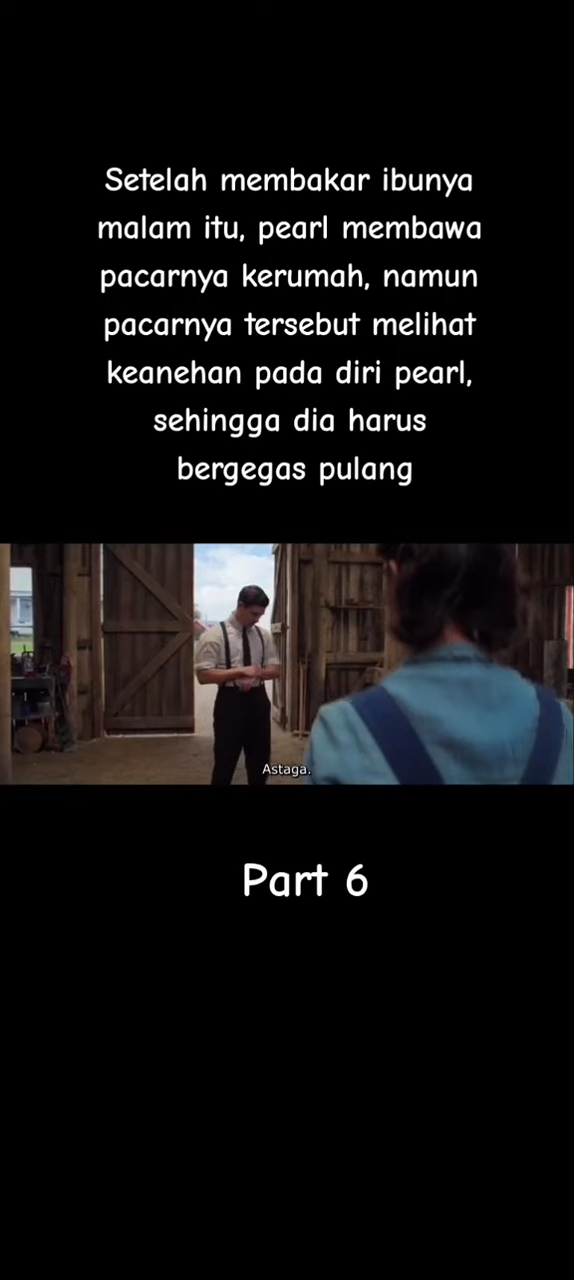 Setelah membakar ibunya
malam itu, pearl membawa
pacarnya kerumah, namun
pacarnya tersebut melihat
keanehan pada diri pearl,
sehingga dia harus
bergegas pulang
Astaga.
Part 6